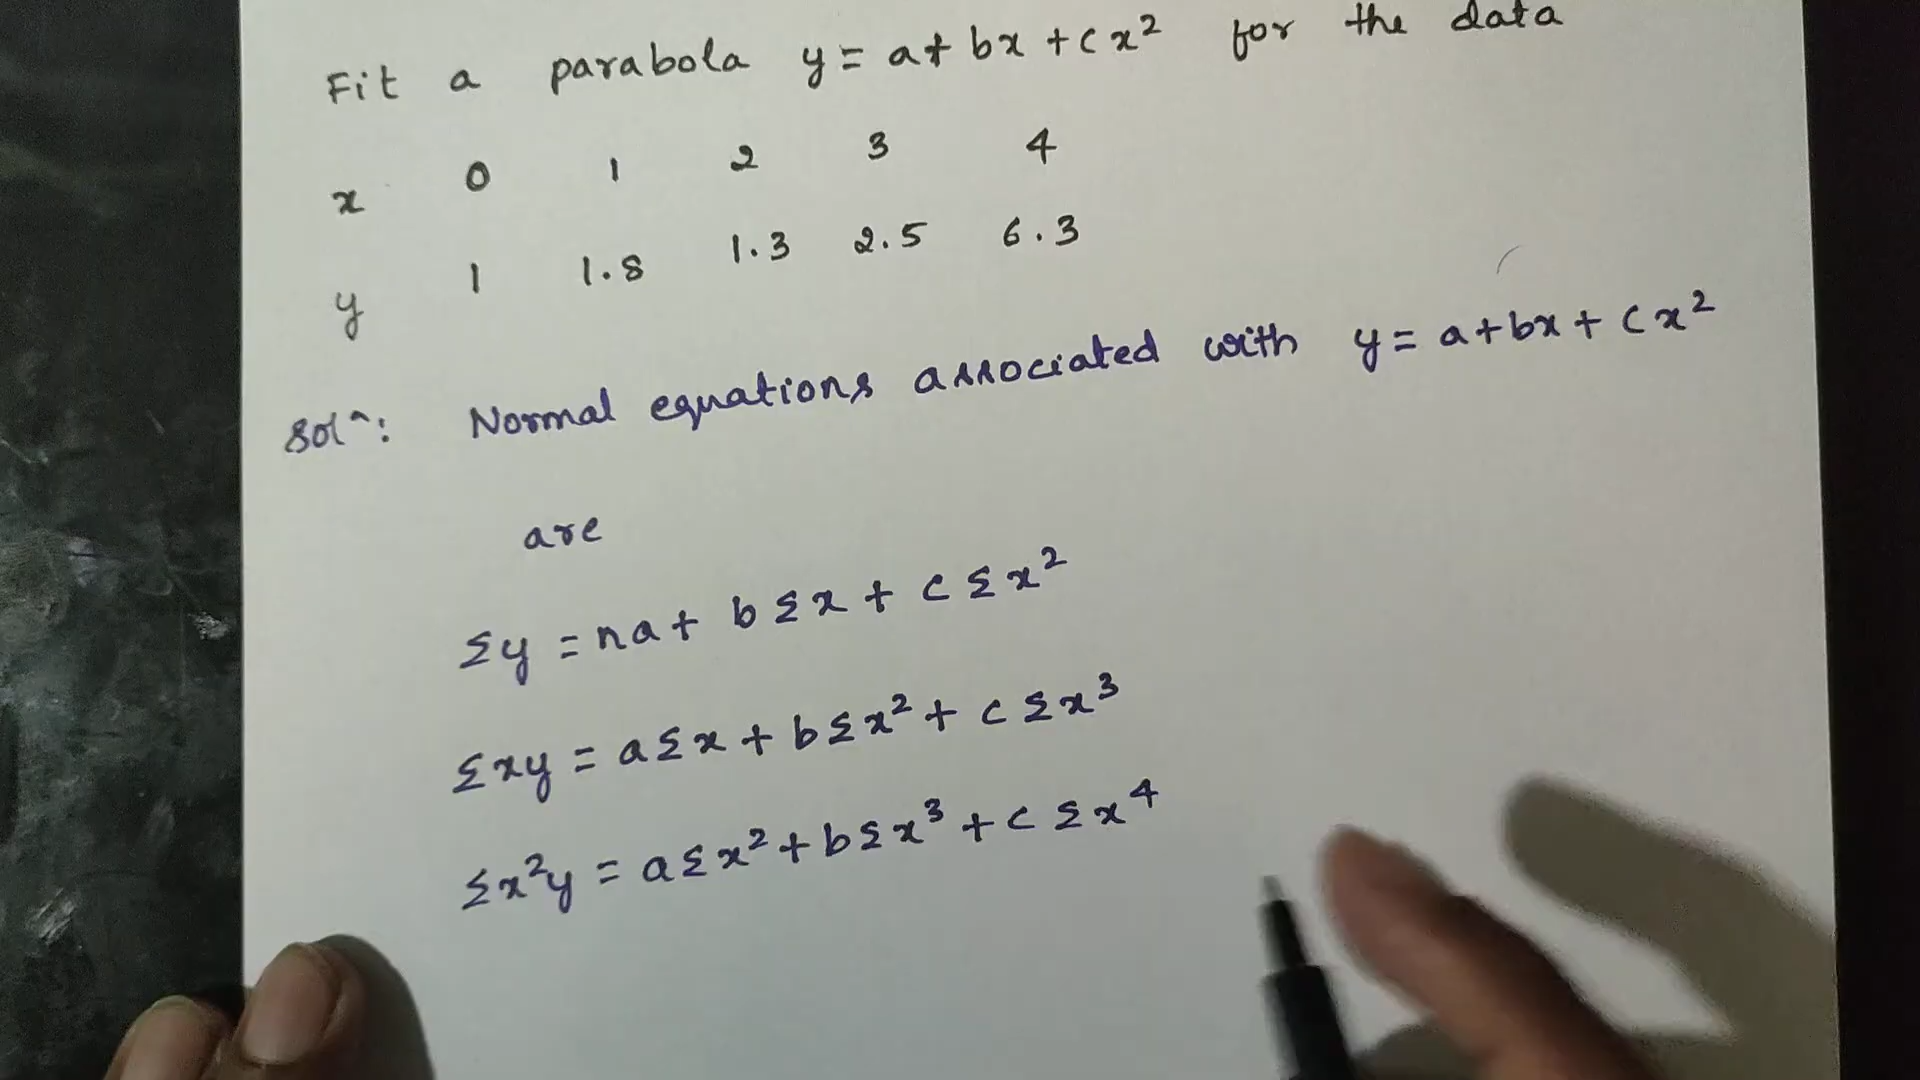 Fit a parabola y = a + bx + cx² for the data
x 0 1 2 3 4
y 1 1.8 1.3 2.5 6.3
Solⁿ: Normal equations associated with y = a + bx + cx²
are
Σy = na + bΣx + cΣx²
Σxy = aΣx + bΣx² + cΣx³
Σx²y = aΣx² + bΣx³ + cΣx⁴